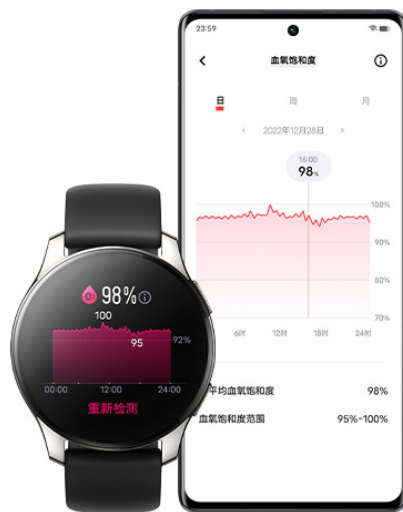 23:59
血氧饱和度
日 周 月
2022年12月28日
16:00
98%
100%
90%
80%
70%
6时 12时 18时 24时
平均血氧饱和度 98%
血氧饱和度范围 95%-100%
O₂ 98%
100
95
92%
00:00 12:00 24:00
重新检测